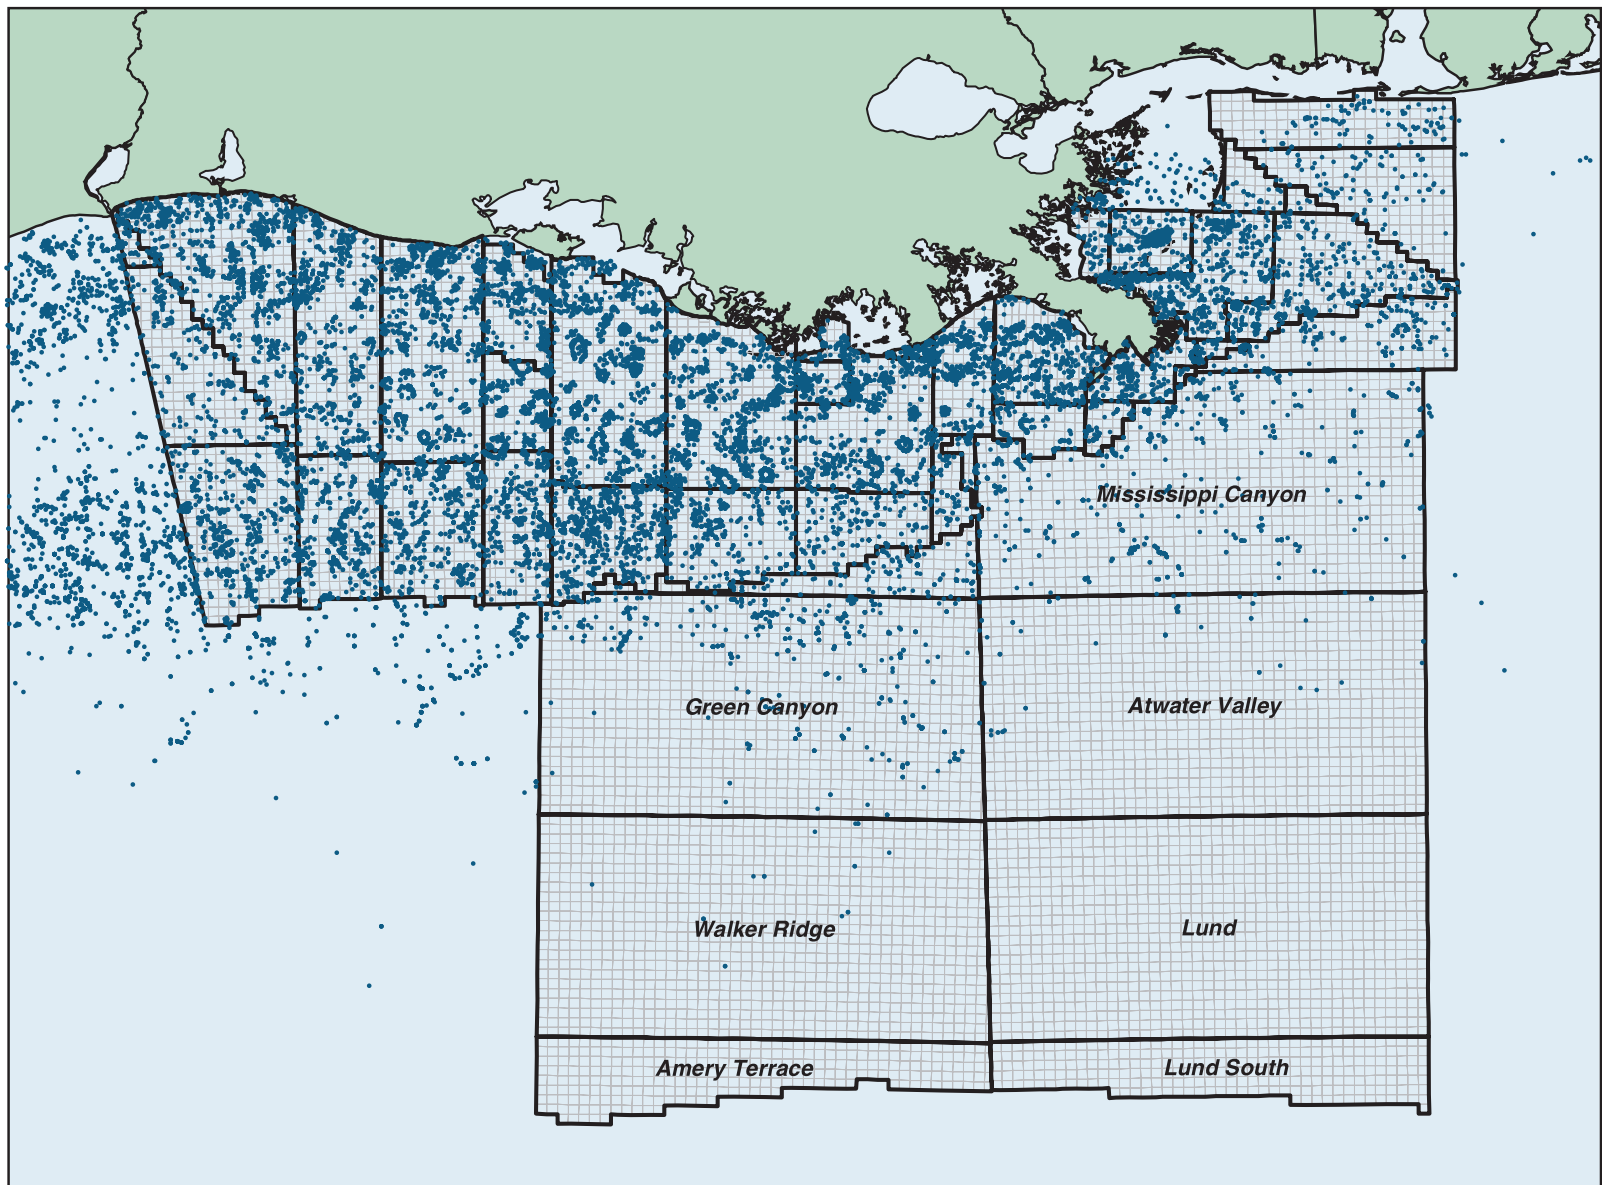 Mississippi Canyon
Green Canyon
Atwater Valley
Walker Ridge
Lund
Amery Terrace
Lund South